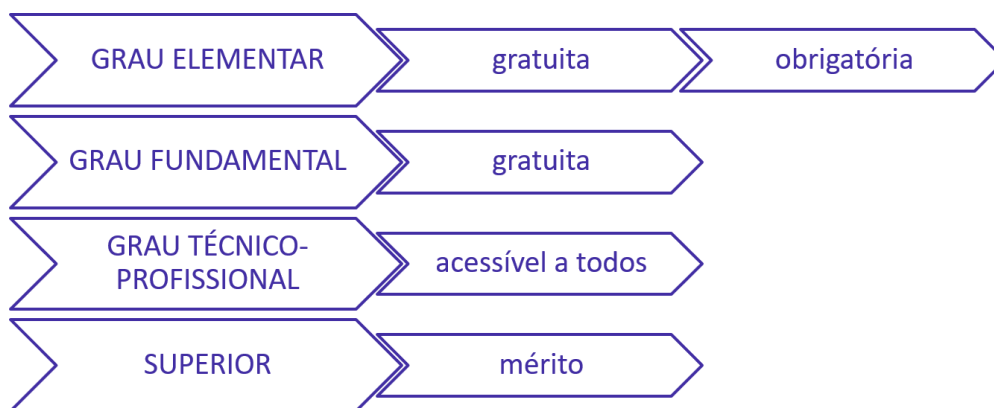 GRAU ELEMENTAR
gratuita
obrigatória
GRAU FUNDAMENTAL
gratuita
GRAU TÉCNICO-
PROFISSIONAL
acessível a todos
SUPERIOR
mérito